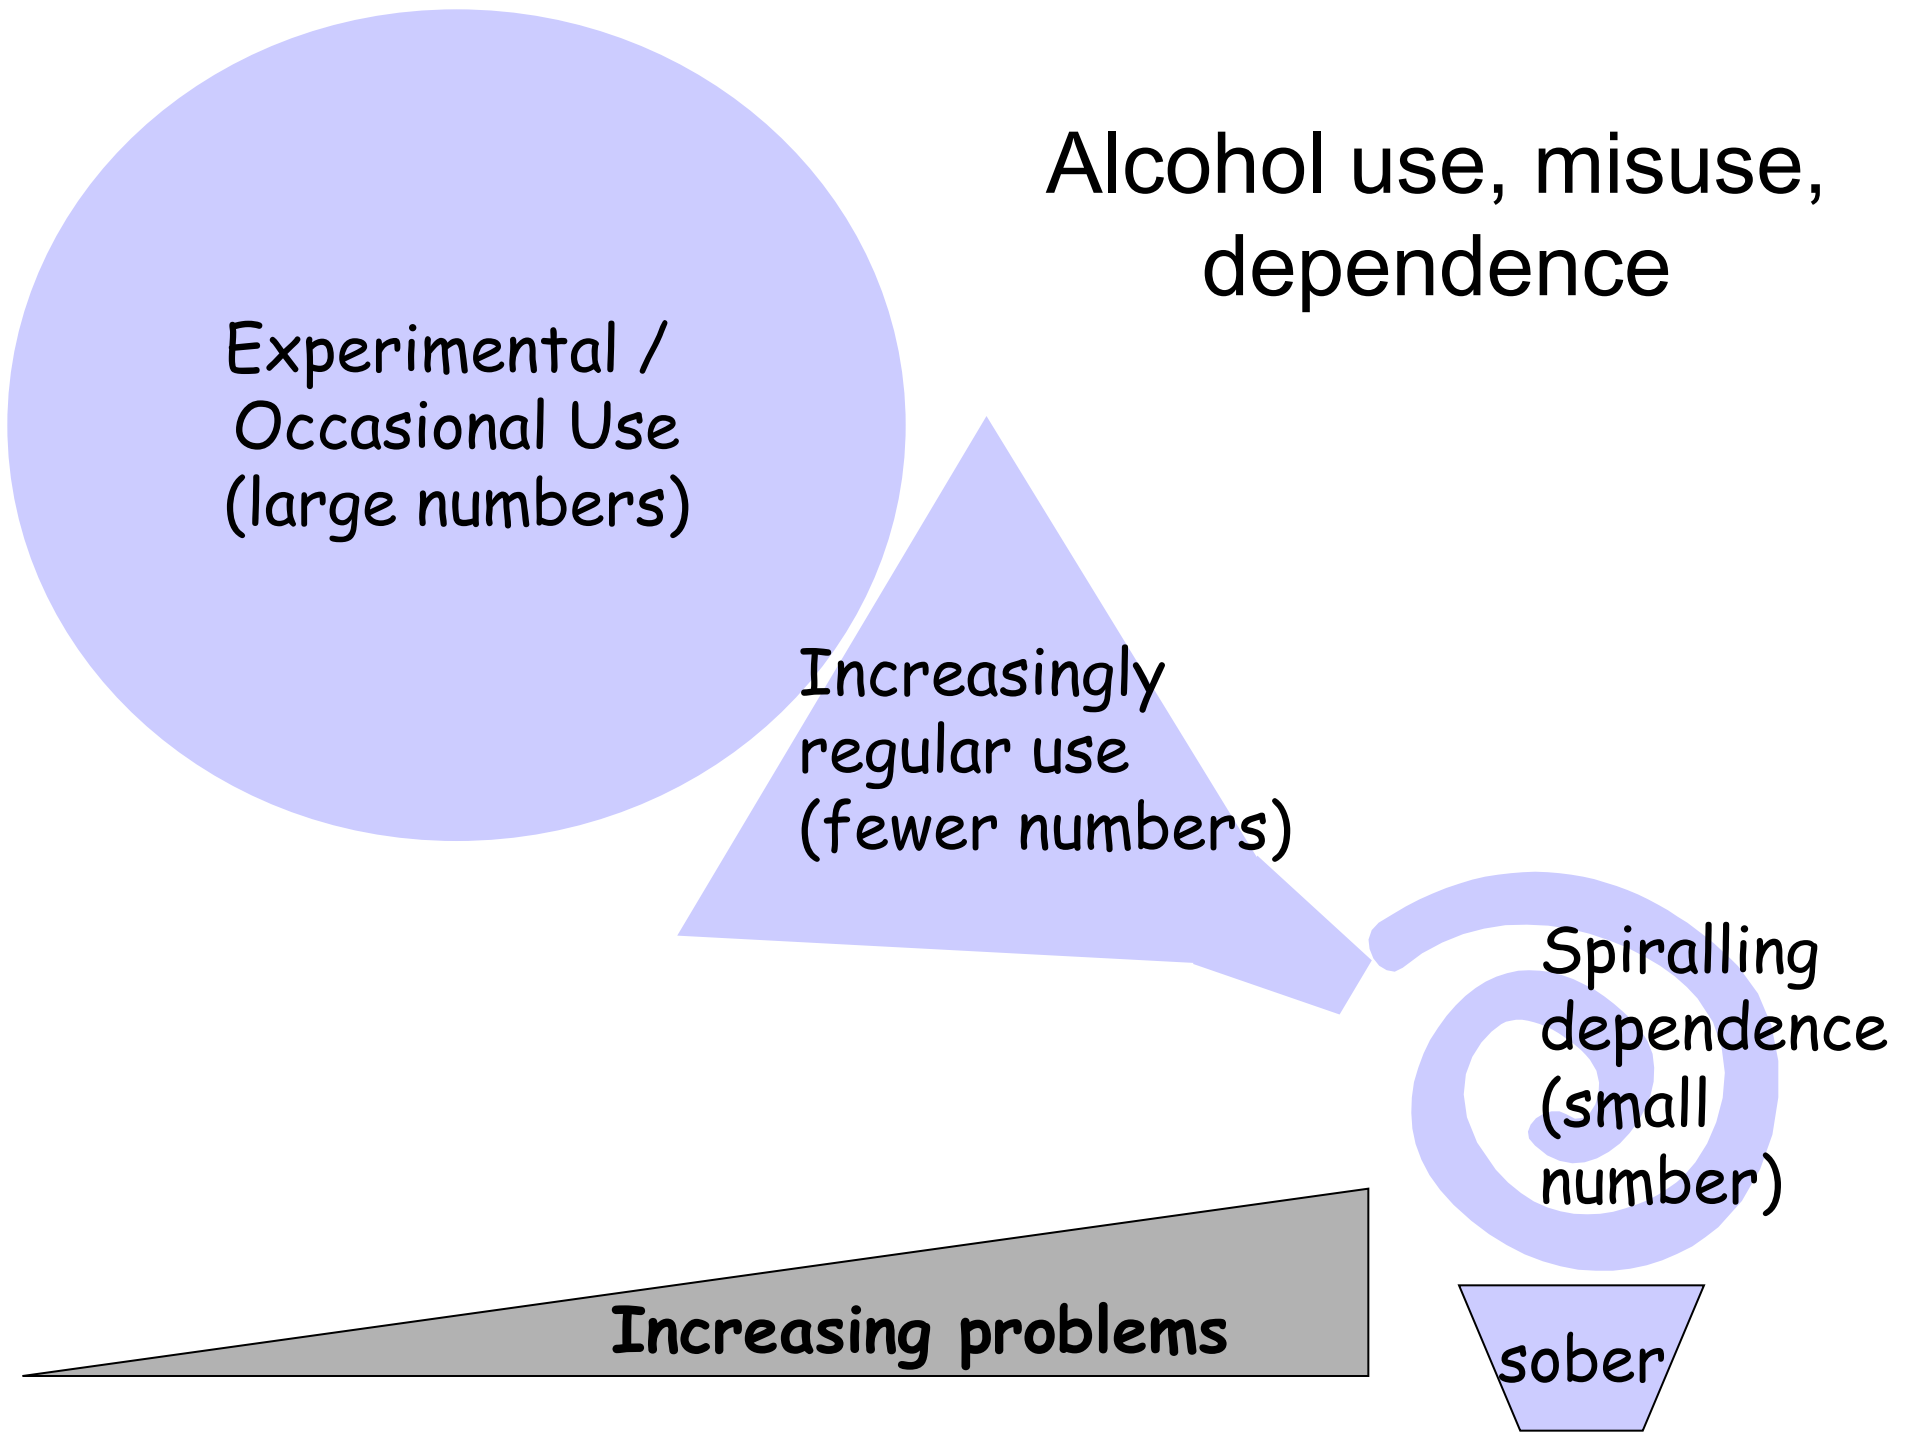 Alcohol use, misuse,
dependence
Experimental /
Occasional Use
(large numbers)
Increasingly
regular use
(fewer numbers)
Spiralling
dependence
(small
number)
Increasing problems
sober